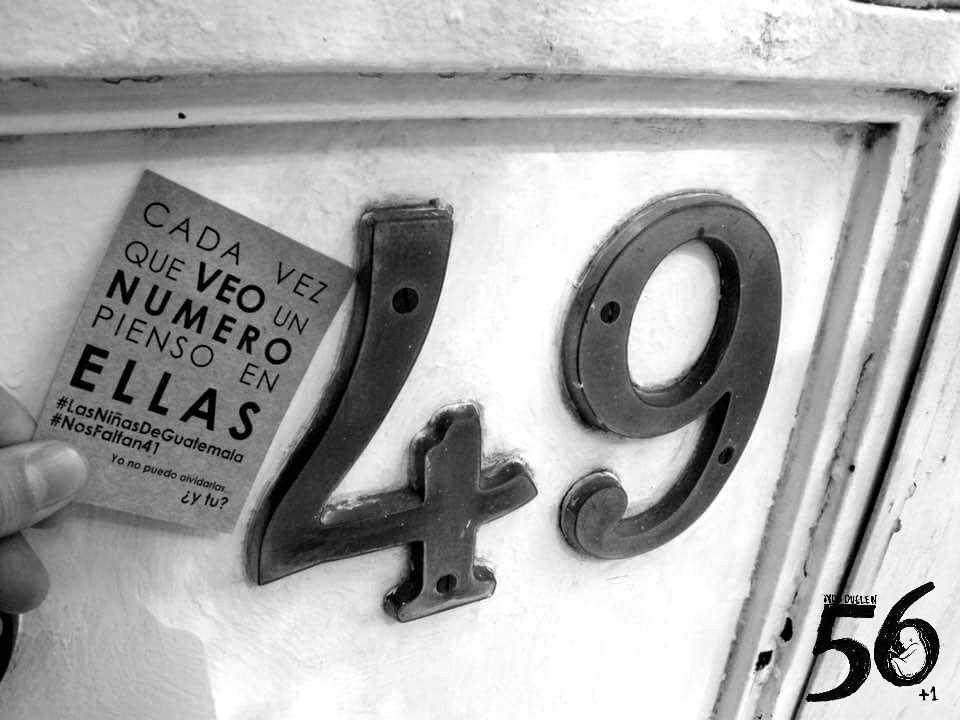 CADA VEZ
QUE VEO UN
NUMERO
PIENSO EN
ELLAS
#LasNiñasDeGuatemala
#NosFaltan41
Yo no puedo olvidarlas
¿y tu?
49
NOS DUELEN
56
+1